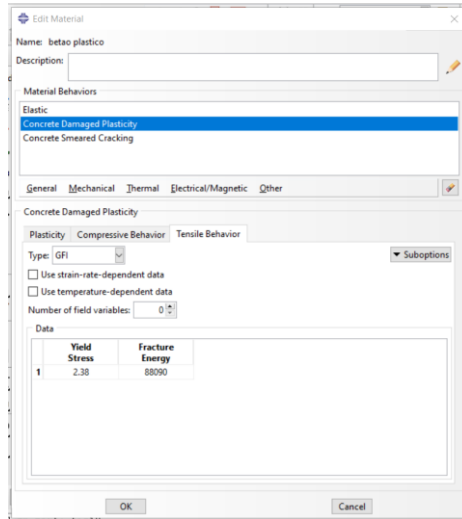 Edit Material
Name: betao plastico
Description:
Material Behaviors
Elastic
Concrete Damaged Plasticity
Concrete Smeared Cracking
General Mechanical Thermal Electrical/Magnetic Other
Concrete Damaged Plasticity
Plasticity Compressive Behavior Tensile Behavior
Type: GFI Suboptions
Use strain-rate-dependent data
Use temperature-dependent data
Number of field variables: 0
Data
Yield Fracture
Stress Energy
1 2.38 88090
OK Cancel